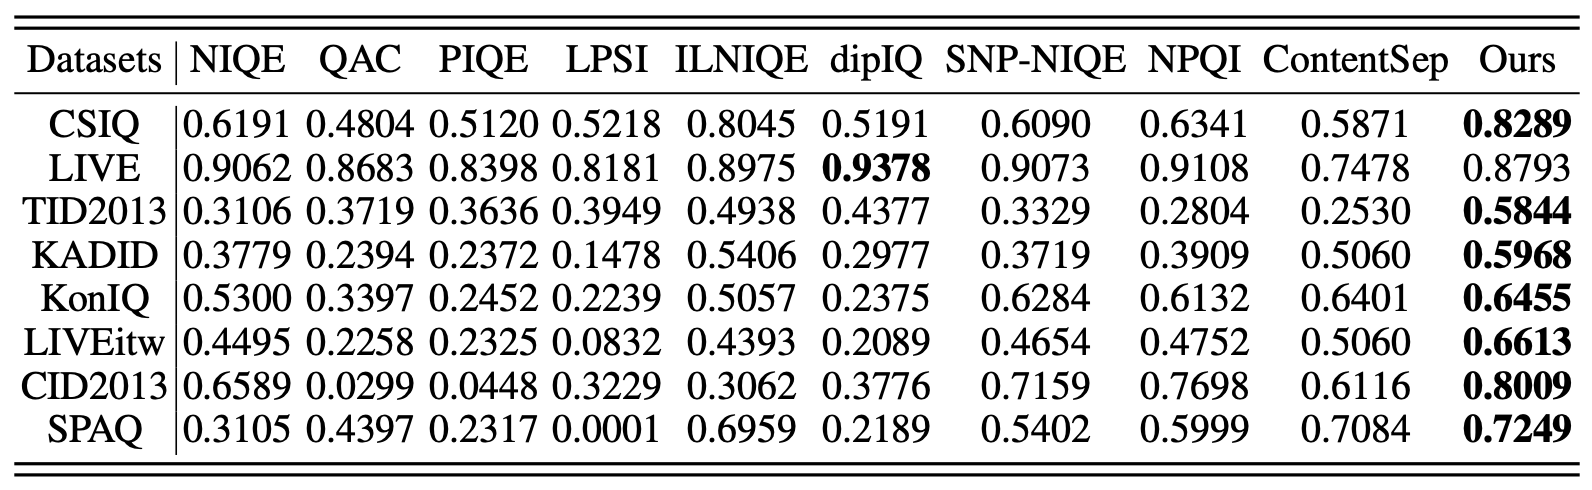 Datasets NIQE QAC PIQE LPSI ILNIQE dipIQ SNP-NIQE NPQI ContentSep Ours
CSIQ 0.6191 0.4804 0.5120 0.5218 0.8045 0.5191 0.6090 0.6341 0.5871 0.8289
LIVE 0.9062 0.8683 0.8398 0.8181 0.8975 0.9378 0.9073 0.9108 0.7478 0.8793
TID2013 0.3106 0.3719 0.3636 0.3949 0.4938 0.4377 0.3329 0.2804 0.2530 0.5844
KADID 0.3779 0.2394 0.2372 0.1478 0.5406 0.2977 0.3719 0.3909 0.5060 0.5968
KonIQ 0.5300 0.3397 0.2452 0.2239 0.5057 0.2375 0.6284 0.6132 0.6401 0.6455
LIVEitw 0.4495 0.2258 0.2325 0.0832 0.4393 0.2089 0.4654 0.4752 0.5060 0.6613
CID2013 0.6589 0.0299 0.0448 0.3229 0.3062 0.3776 0.7159 0.7698 0.6116 0.8009
SPAQ 0.3105 0.4397 0.2317 0.0001 0.6959 0.2189 0.5402 0.5999 0.7084 0.7249